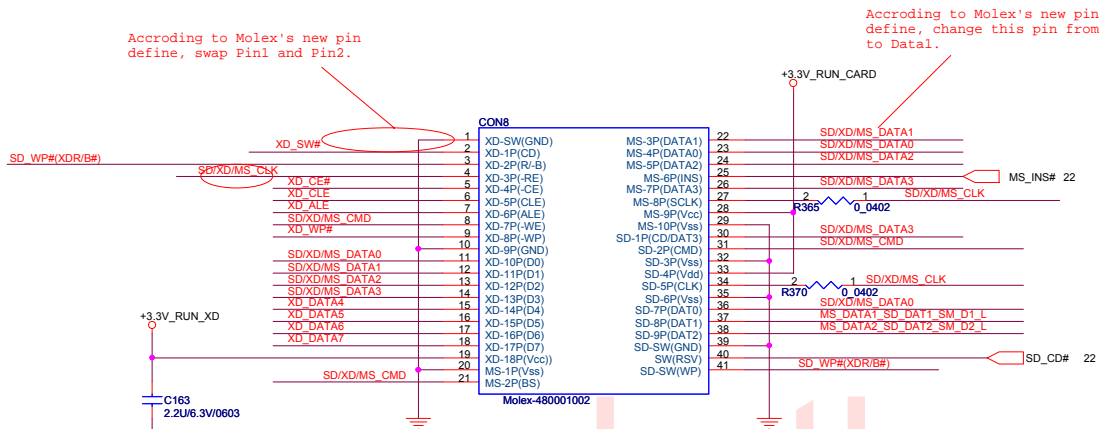 Accroding to Molex's new pin
define, swap Pin1 and Pin2.
Accroding to Molex's new pin
define, change this pin from
to Data1.
+3.3V_RUN_CARD
CON8
XD_SW#
SD_WP#(XDR/B#)
SD/XD/MS_CLK
XD_CE#
XD_CLE
XD_ALE
SD/XD/MS_CMD
XD_WP#
SD/XD/MS_DATA0
SD/XD/MS_DATA1
SD/XD/MS_DATA2
SD/XD/MS_DATA3
XD_DATA4
XD_DATA5
XD_DATA6
XD_DATA7
SD/XD/MS_CMD
+3.3V_RUN_XD
C163
2.2U/6.3V/0603
1 XD-SW(GND)
2 XD-1P(CD)
3 XD-2P(R/-B)
4 XD-3P(-RE)
5 XD-4P(-CE)
6 XD-5P(CLE)
7 XD-6P(ALE)
8 XD-7P(-WE)
9 XD-8P(-WP)
10 XD-9P(GND)
11 XD-10P(D0)
12 XD-11P(D1)
13 XD-12P(D2)
14 XD-13P(D3)
15 XD-14P(D4)
16 XD-15P(D5)
17 XD-16P(D6)
18 XD-17P(D7)
19 XD-18P(Vcc))
20 MS-1P(Vss)
21 MS-2P(BS)
MS-3P(DATA1) 22 SD/XD/MS_DATA1
MS-4P(DATA0) 23 SD/XD/MS_DATA0
MS-5P(DATA2) 24 SD/XD/MS_DATA2
MS-6P(INS) 25 MS_INS# 22
MS-7P(DATA3) 26 SD/XD/MS_DATA3
MS-8P(SCLK) 27 2 1 SD/XD/MS_CLK
R365 0_0402
MS-9P(Vcc) 28
MS-10P(Vss) 29
SD-1P(CD/DAT3) 30 SD/XD/MS_DATA3
SD-2P(CMD) 31 SD/XD/MS_CMD
SD-3P(Vss) 32
SD-4P(Vdd) 33
SD-5P(CLK) 34 2 1 SD/XD/MS_CLK
R370 0_0402
SD-6P(Vss) 35
SD-7P(DAT0) 36 SD/XD/MS_DATA0
SD-8P(DAT1) 37 MS_DATA1_SD_DAT1_SM_D1_L
SD-9P(DAT2) 38 MS_DATA2_SD_DAT2_SM_D2_L
SD-SW(GND) 39
SW(RSV) 40 SD_CD# 22
SD-SW(WP) 41 SD_WP#(XDR/B#)
Molex-480001002